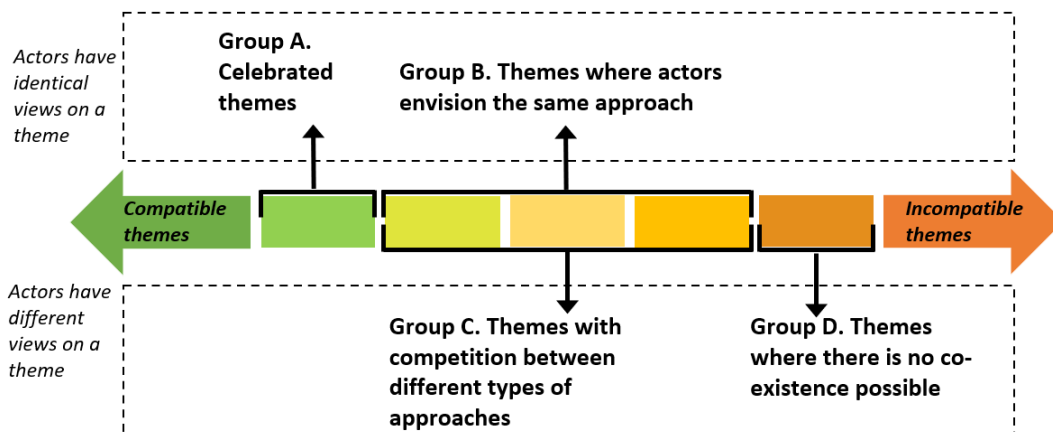 Actors have
identical
views on a
theme
Group A.
Celebrated
themes
Group B. Themes where actors
envision the same approach
Compatible
themes
Incompatible
themes
Actors have
different
views on a
theme
Group C. Themes with
competition between
different types of
approaches
Group D. Themes
where there is no co-
existence possible